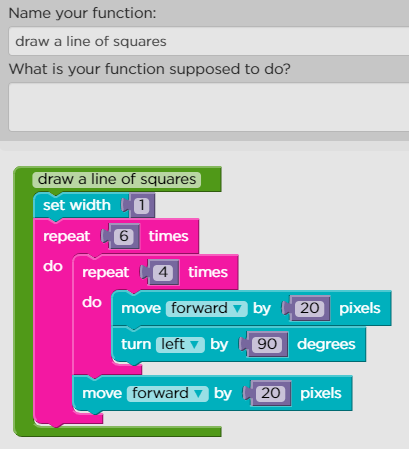 Name your function:
draw a line of squares
What is your function supposed to do?
draw a line of squares
set width 1
repeat 6 times
do repeat 4 times
do move forward ▼ by 20 pixels
turn left ▼ by 90 degrees
move forward ▼ by 20 pixels